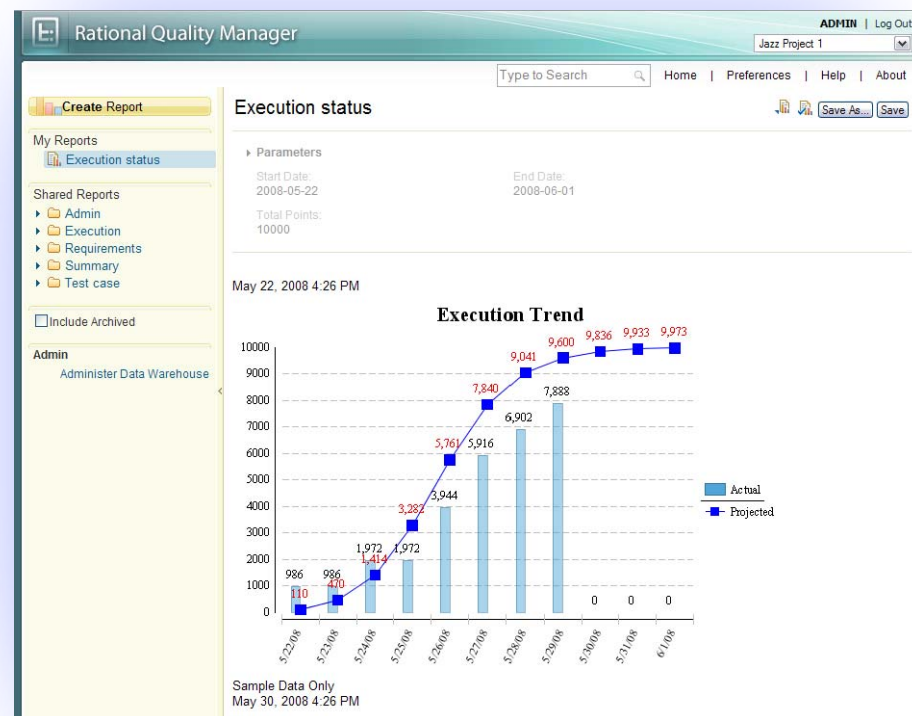 Rational Quality Manager
ADMIN | Log Out
Jazz Project 1
Type to Search
Home | Preferences | Help | About
Create Report
My Reports
Execution status
Shared Reports
Admin
Execution
Requirements
Summary
Test case
Include Archived
Admin
Administer Data Warehouse
Execution status
Save As...
Save
Parameters
Start Date:
2008-05-22
End Date:
2008-06-01
Total Points:
10000
May 22, 2008 4:26 PM
Execution Trend
10000
9000
8000
7000
6000
5000
4000
3000
2000
1000
0
986
986
1,972
1,972
3,944
5,916
6,902
7,888
0
0
0
110
470
1,414
3,282
5,761
7,840
9,041
9,600
9,836
9,933
9,973
5/22/08
5/23/08
5/24/08
5/25/08
5/26/08
5/27/08
5/28/08
5/29/08
5/30/08
5/31/08
6/1/08
Actual
Projected
Sample Data Only
May 30, 2008 4:26 PM